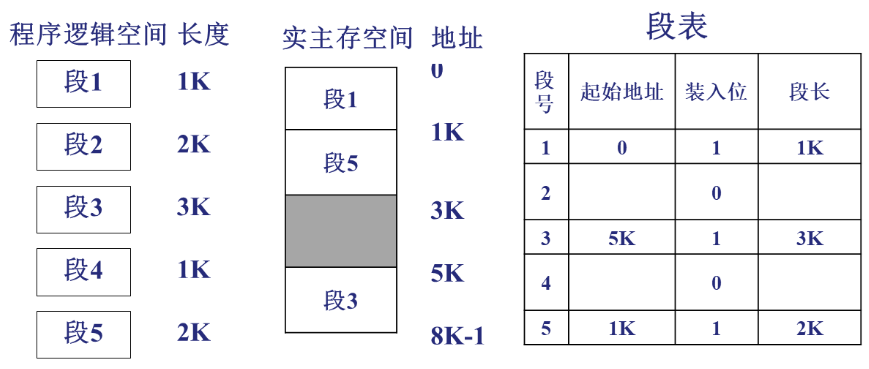 程序逻辑空间 长度
段1 1K
段2 2K
段3 3K
段4 1K
段5 2K
实主存空间 地址
0
段1
1K
段5
3K
5K
段3
8K-1
段表
段号 起始地址 装入位 段长
1 0 1 1K
2 0
3 5K 1 3K
4 0
5 1K 1 2K